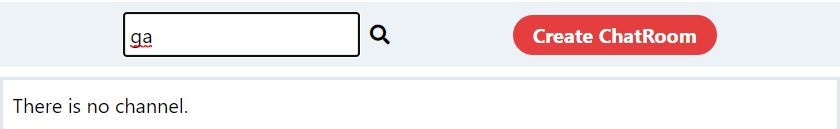 ga
Create ChatRoom
There is no channel.